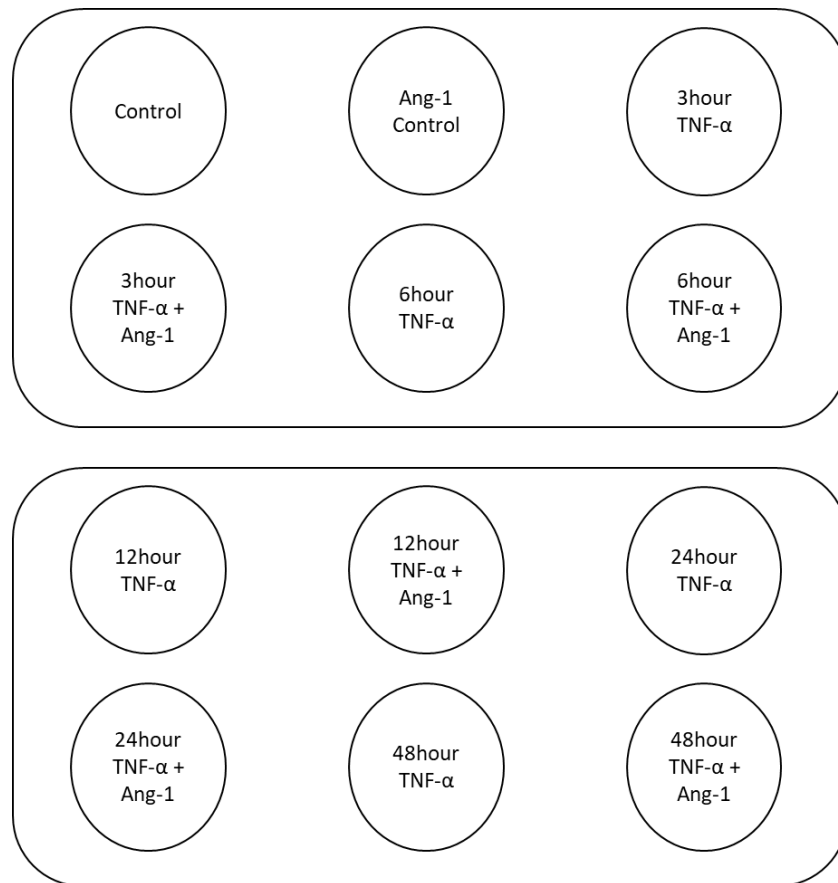 Control
Ang-1
Control
3hour
TNF-α
3hour
TNF-α +
Ang-1
6hour
TNF-α
6hour
TNF-α +
Ang-1
12hour
TNF-α
12hour
TNF-α +
Ang-1
24hour
TNF-α
24hour
TNF-α +
Ang-1
48hour
TNF-α
48hour
TNF-α +
Ang-1